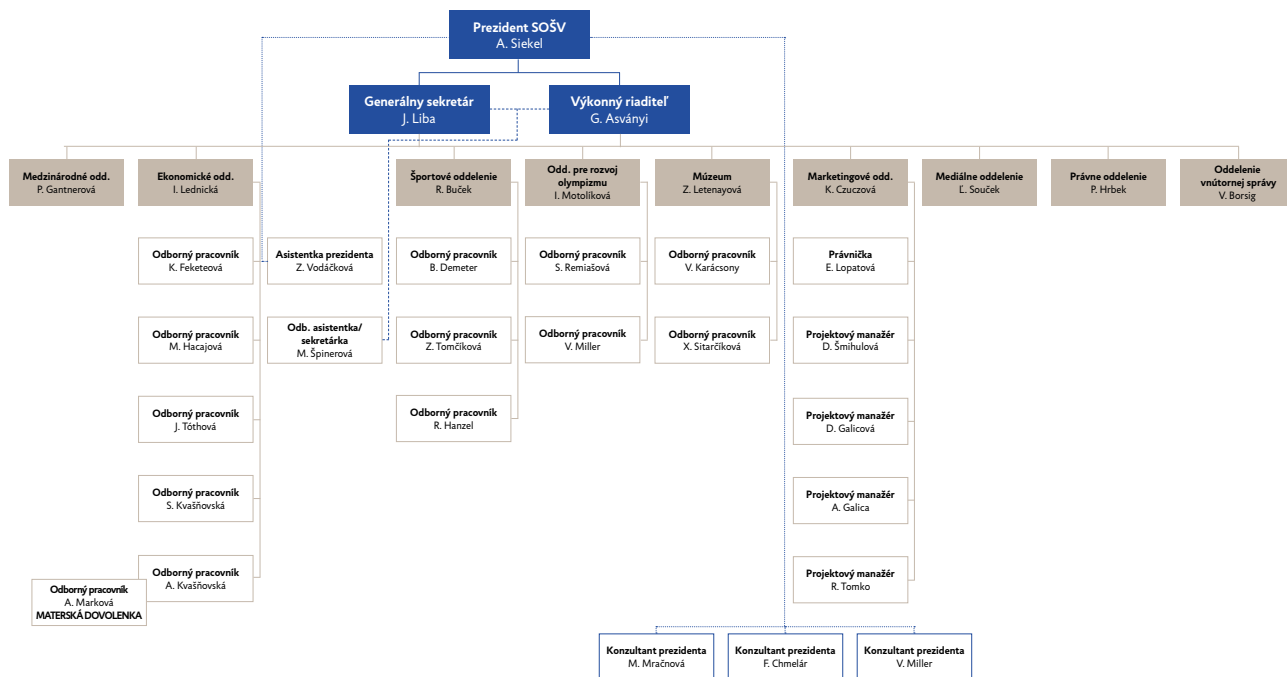 Prezident SOŠV
A. Siekel
Generálny sekretár
J. Liba
Výkonný riaditeľ
G. Asványi
Medzinárodné odd.
P. Gantnerová
Ekonomické odd.
I. Lednická
Športové oddelenie
R. Buček
Odd. pre rozvoj
olympizmu
I. Motolíková
Múzeum
Z. Letenayová
Marketingové odd.
K. Czuczová
Mediálne oddelenie
Ľ. Souček
Právne oddelenie
P. Hrbek
Oddelenie
vnútornej správy
V. Borsig
Odborný pracovník
K. Feketeová
Asistentka prezidenta
Z. Vodáčková
Odborný pracovník
B. Demeter
Odborný pracovník
S. Remiašová
Odborný pracovník
V. Karácsony
Právnička
E. Lopatová
Odborný pracovník
M. Hacajová
Odb. asistentka/
sekretárka
M. Špinerová
Odborný pracovník
Z. Tomčíková
Odborný pracovník
V. Miller
Odborný pracovník
X. Sitarčíková
Projektový manažér
D. Šmihulová
Odborný pracovník
J. Tóthová
Odborný pracovník
R. Hanzel
Projektový manažér
D. Galicová
Odborný pracovník
S. Kvašňovská
Projektový manažér
A. Galica
Odborný pracovník
A. Kvašňovská
Projektový manažér
R. Tomko
Odborný pracovník
A. Marková
MATERSKÁ DOVOLENKA
Konzultant prezidenta
M. Mračnová
Konzultant prezidenta
F. Chmelár
Konzultant prezidenta
V. Miller